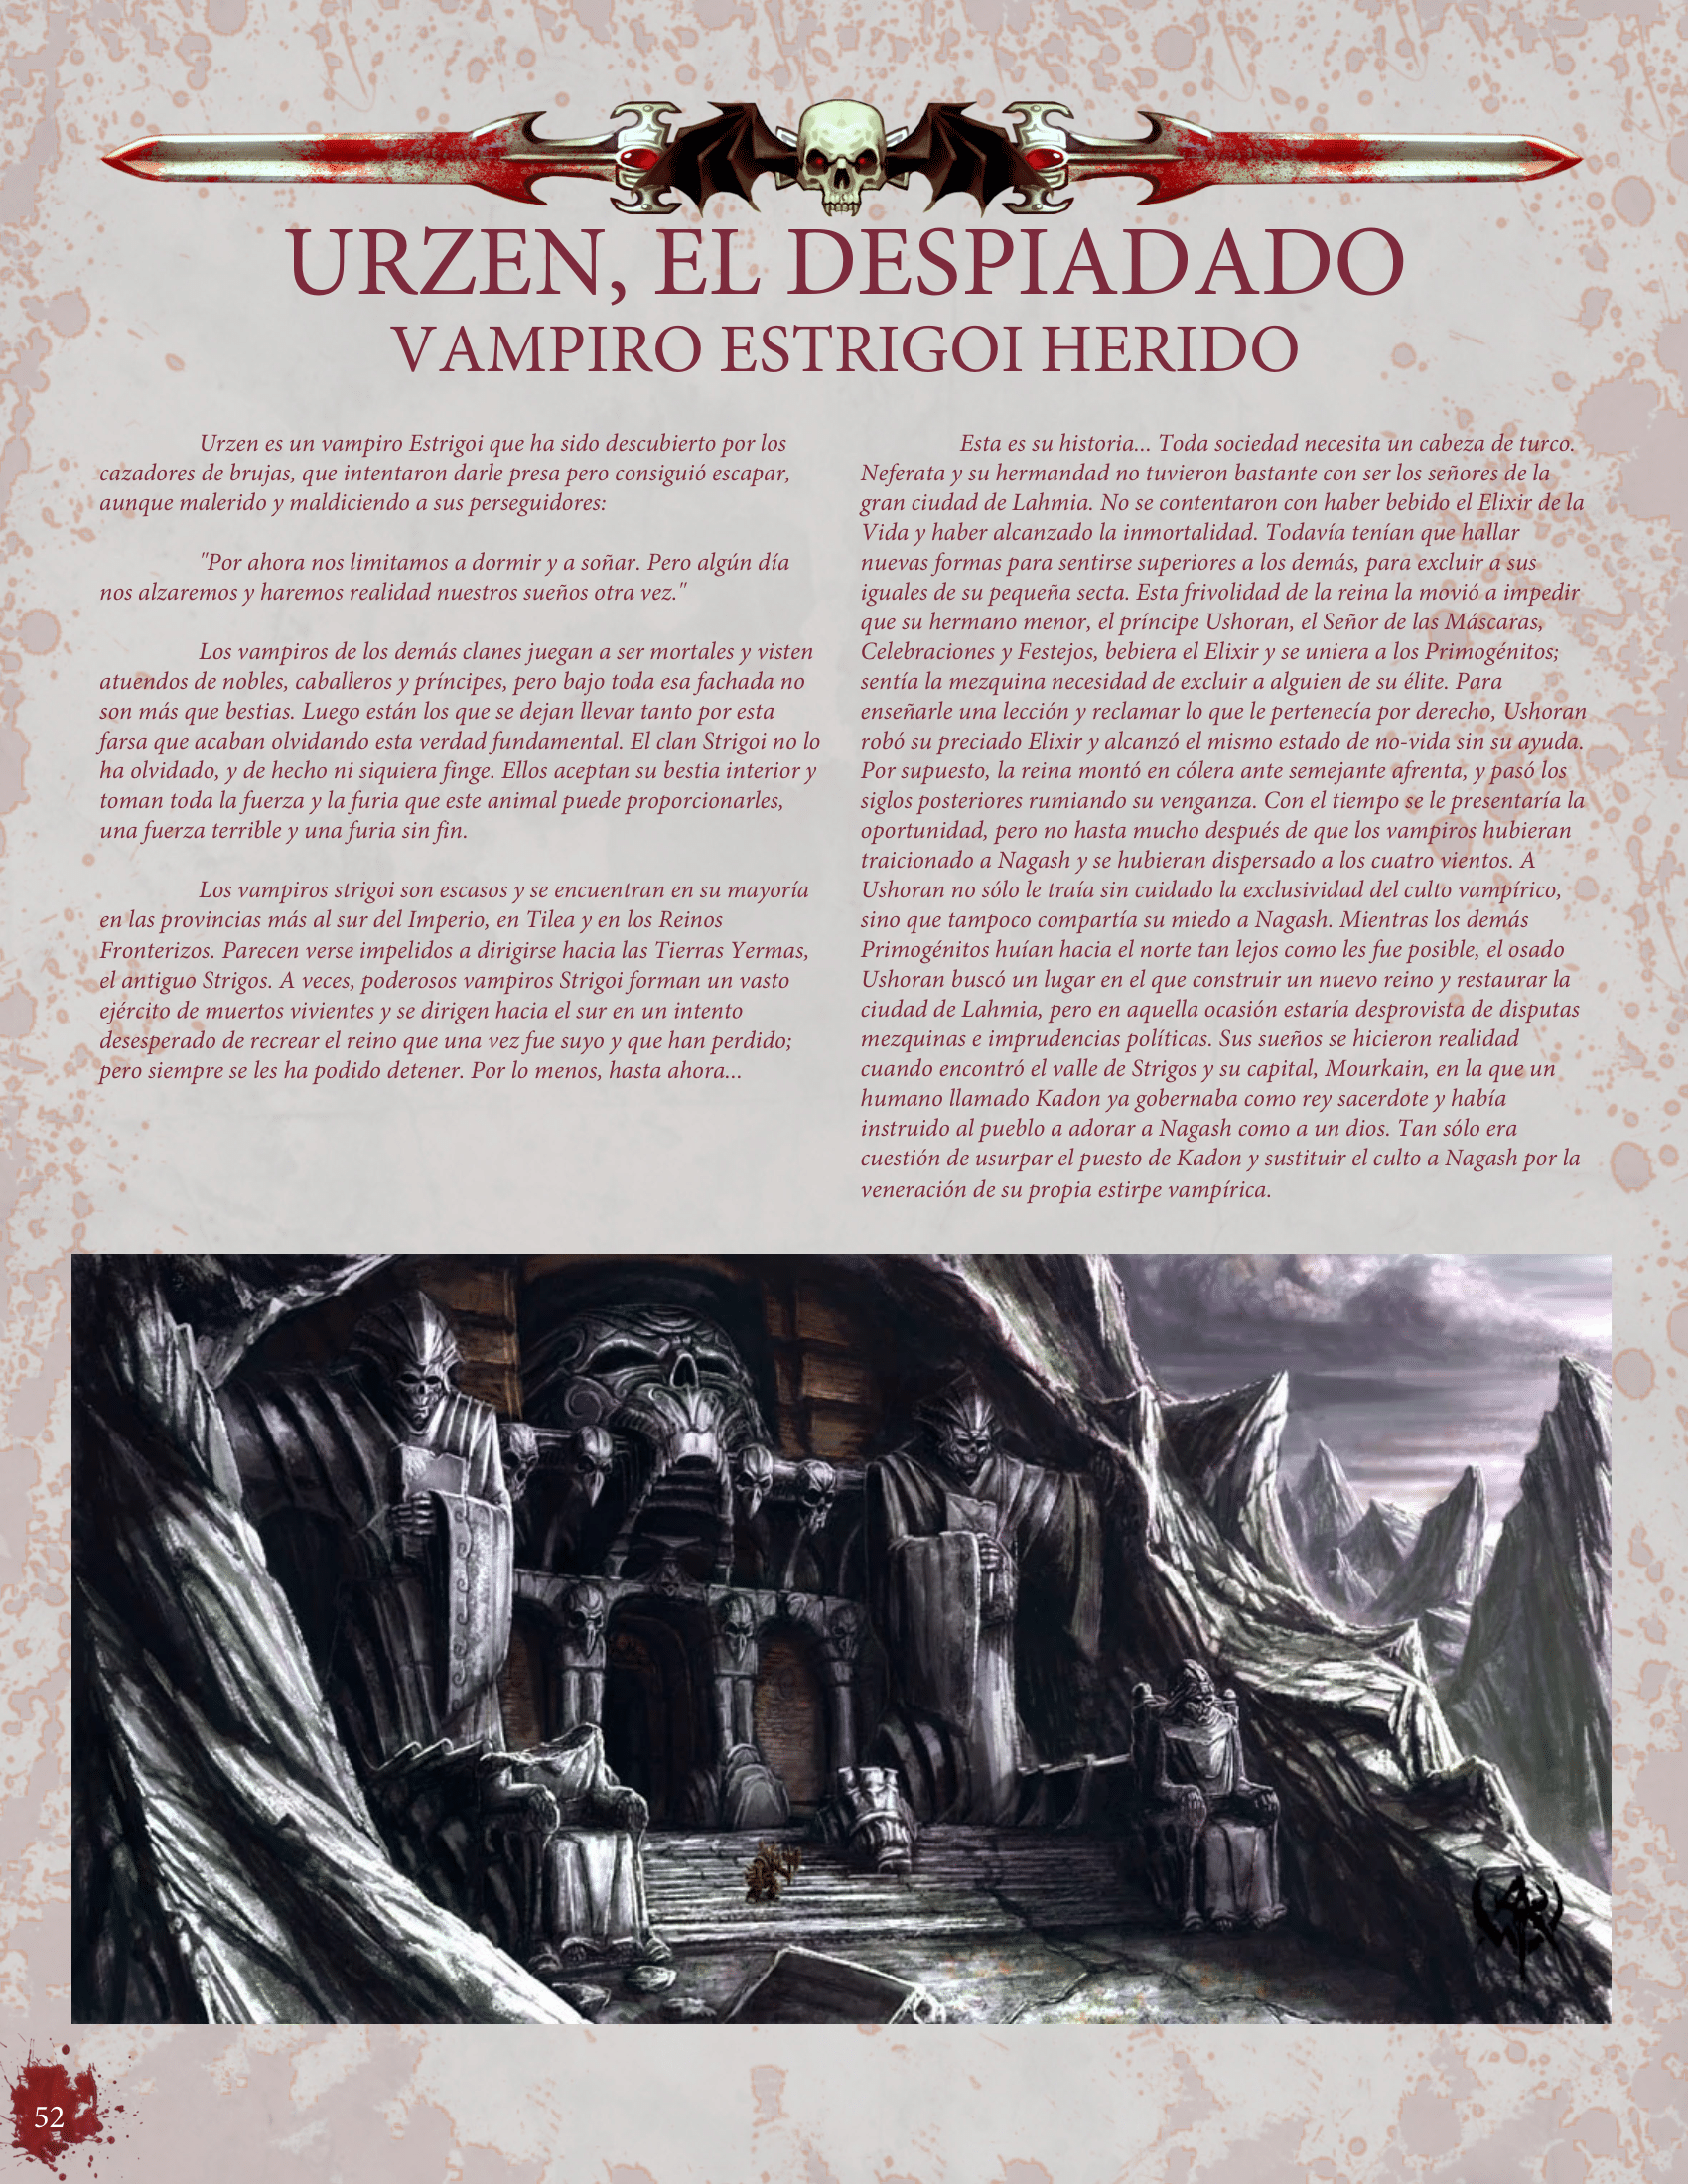 URZEN, EL DESPIADADO
VAMPIRO ESTRIGOI HERIDO
Urzen es un vampiro Estrigoi que ha sido descubierto por los
cazadores de brujas, que intentaron darle presa pero consiguió escapar,
aunque malerido y maldiciendo a sus perseguidores:
"Por ahora nos limitamos a dormir y a soñar. Pero algún día
nos alzaremos y haremos realidad nuestros sueños otra vez."
Los vampiros de los demás clanes juegan a ser mortales y visten
atuendos de nobles, caballeros y príncipes, pero bajo toda esa fachada no
son más que bestias. Luego están los que se dejan llevar tanto por esta
farsa que acaban olvidando esta verdad fundamental. El clan Strigoi no lo
ha olvidado, y de hecho ni siquiera finge. Ellos aceptan su bestia interior y
toman toda la fuerza y la furia que este animal puede proporcionarles,
una fuerza terrible y una furia sin fin.
Los vampiros strigoi son escasos y se encuentran en su mayoría
en las provincias más al sur del Imperio, en Tilea y en los Reinos
Fronterizos. Parecen verse impelidos a dirigirse hacia las Tierras Yermas,
el antiguo Strigos. A veces, poderosos vampiros Strigoi forman un vasto
ejército de muertos vivientes y se dirigen hacia el sur en un intento
desesperado de recrear el reino que una vez fue suyo y que han perdido;
pero siempre se les ha podido detener. Por lo menos, hasta ahora...
Esta es su historia... Toda sociedad necesita un cabeza de turco.
Neferata y su hermandad no tuvieron bastante con ser los señores de la
gran ciudad de Lahmia. No se contentaron con haber bebido el Elixir de la
Vida y haber alcanzado la inmortalidad. Todavía tenían que hallar
nuevas formas para sentirse superiores a los demás, para excluir a sus
iguales de su pequeña secta. Esta frivolidad de la reina la movió a impedir
que su hermano menor, el príncipe Ushoran, el Señor de las Máscaras,
Celebraciones y Festejos, bebiera el Elixir y se uniera a los Primogénitos;
sentía la mezquina necesidad de excluir a alguien de su élite. Para
enseñarle una lección y reclamar lo que le pertenecía por derecho, Ushoran
robó su preciado Elixir y alcanzó el mismo estado de no-vida sin su ayuda.
Por supuesto, la reina montó en cólera ante semejante afrenta, y pasó los
siglos posteriores rumiando su venganza. Con el tiempo se le presentaría la
oportunidad, pero no hasta mucho después de que los vampiros hubieran
traicionado a Nagash y se hubieran dispersado a los cuatro vientos. A
Ushoran no sólo le traía sin cuidado la exclusividad del culto vampírico,
sino que tampoco compartía su miedo a Nagash. Mientras los demás
Primogénitos huían hacia el norte tan lejos como les fue posible, el osado
Ushoran buscó un lugar en el que construir un nuevo reino y restaurar la
ciudad de Lahmia, pero en aquella ocasión estaría desprovista de disputas
mezquinas e imprudencias políticas. Sus sueños se hicieron realidad
cuando encontró el valle de Strigos y su capital, Mourkain, en la que un
humano llamado Kadon ya gobernaba como rey sacerdote y había
instruido al pueblo a adorar a Nagash como a un dios. Tan sólo era
cuestión de usurpar el puesto de Kadon y sustituir el culto a Nagash por la
veneración de su propia estirpe vampírica.
52